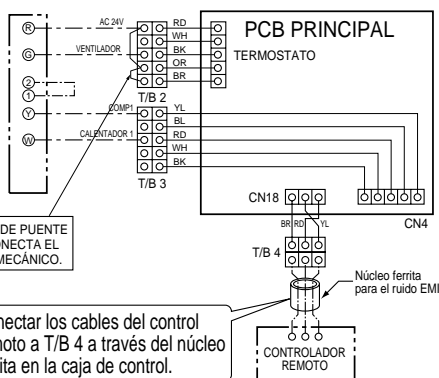 R
G
2
1
Y
W
AC 24V
VENTILADOR
COMP1
CALENTADOR 1
RD
WH
BK
OR
BR
T/B 2
YL
BL
RD
WH
BK
T/B 3
PCB PRINCIPAL
TERMOSTATO
CN18
CN4
BR RD YL
T/B 4
DE PUENTE
ONECTA EL
MECÁNICO.
Núcleo ferrita
para el ruido EMI
nectar los cables del control
moto a T/B 4 a través del núcleo
rita en la caja de control.
CONTROLADOR
REMOTO